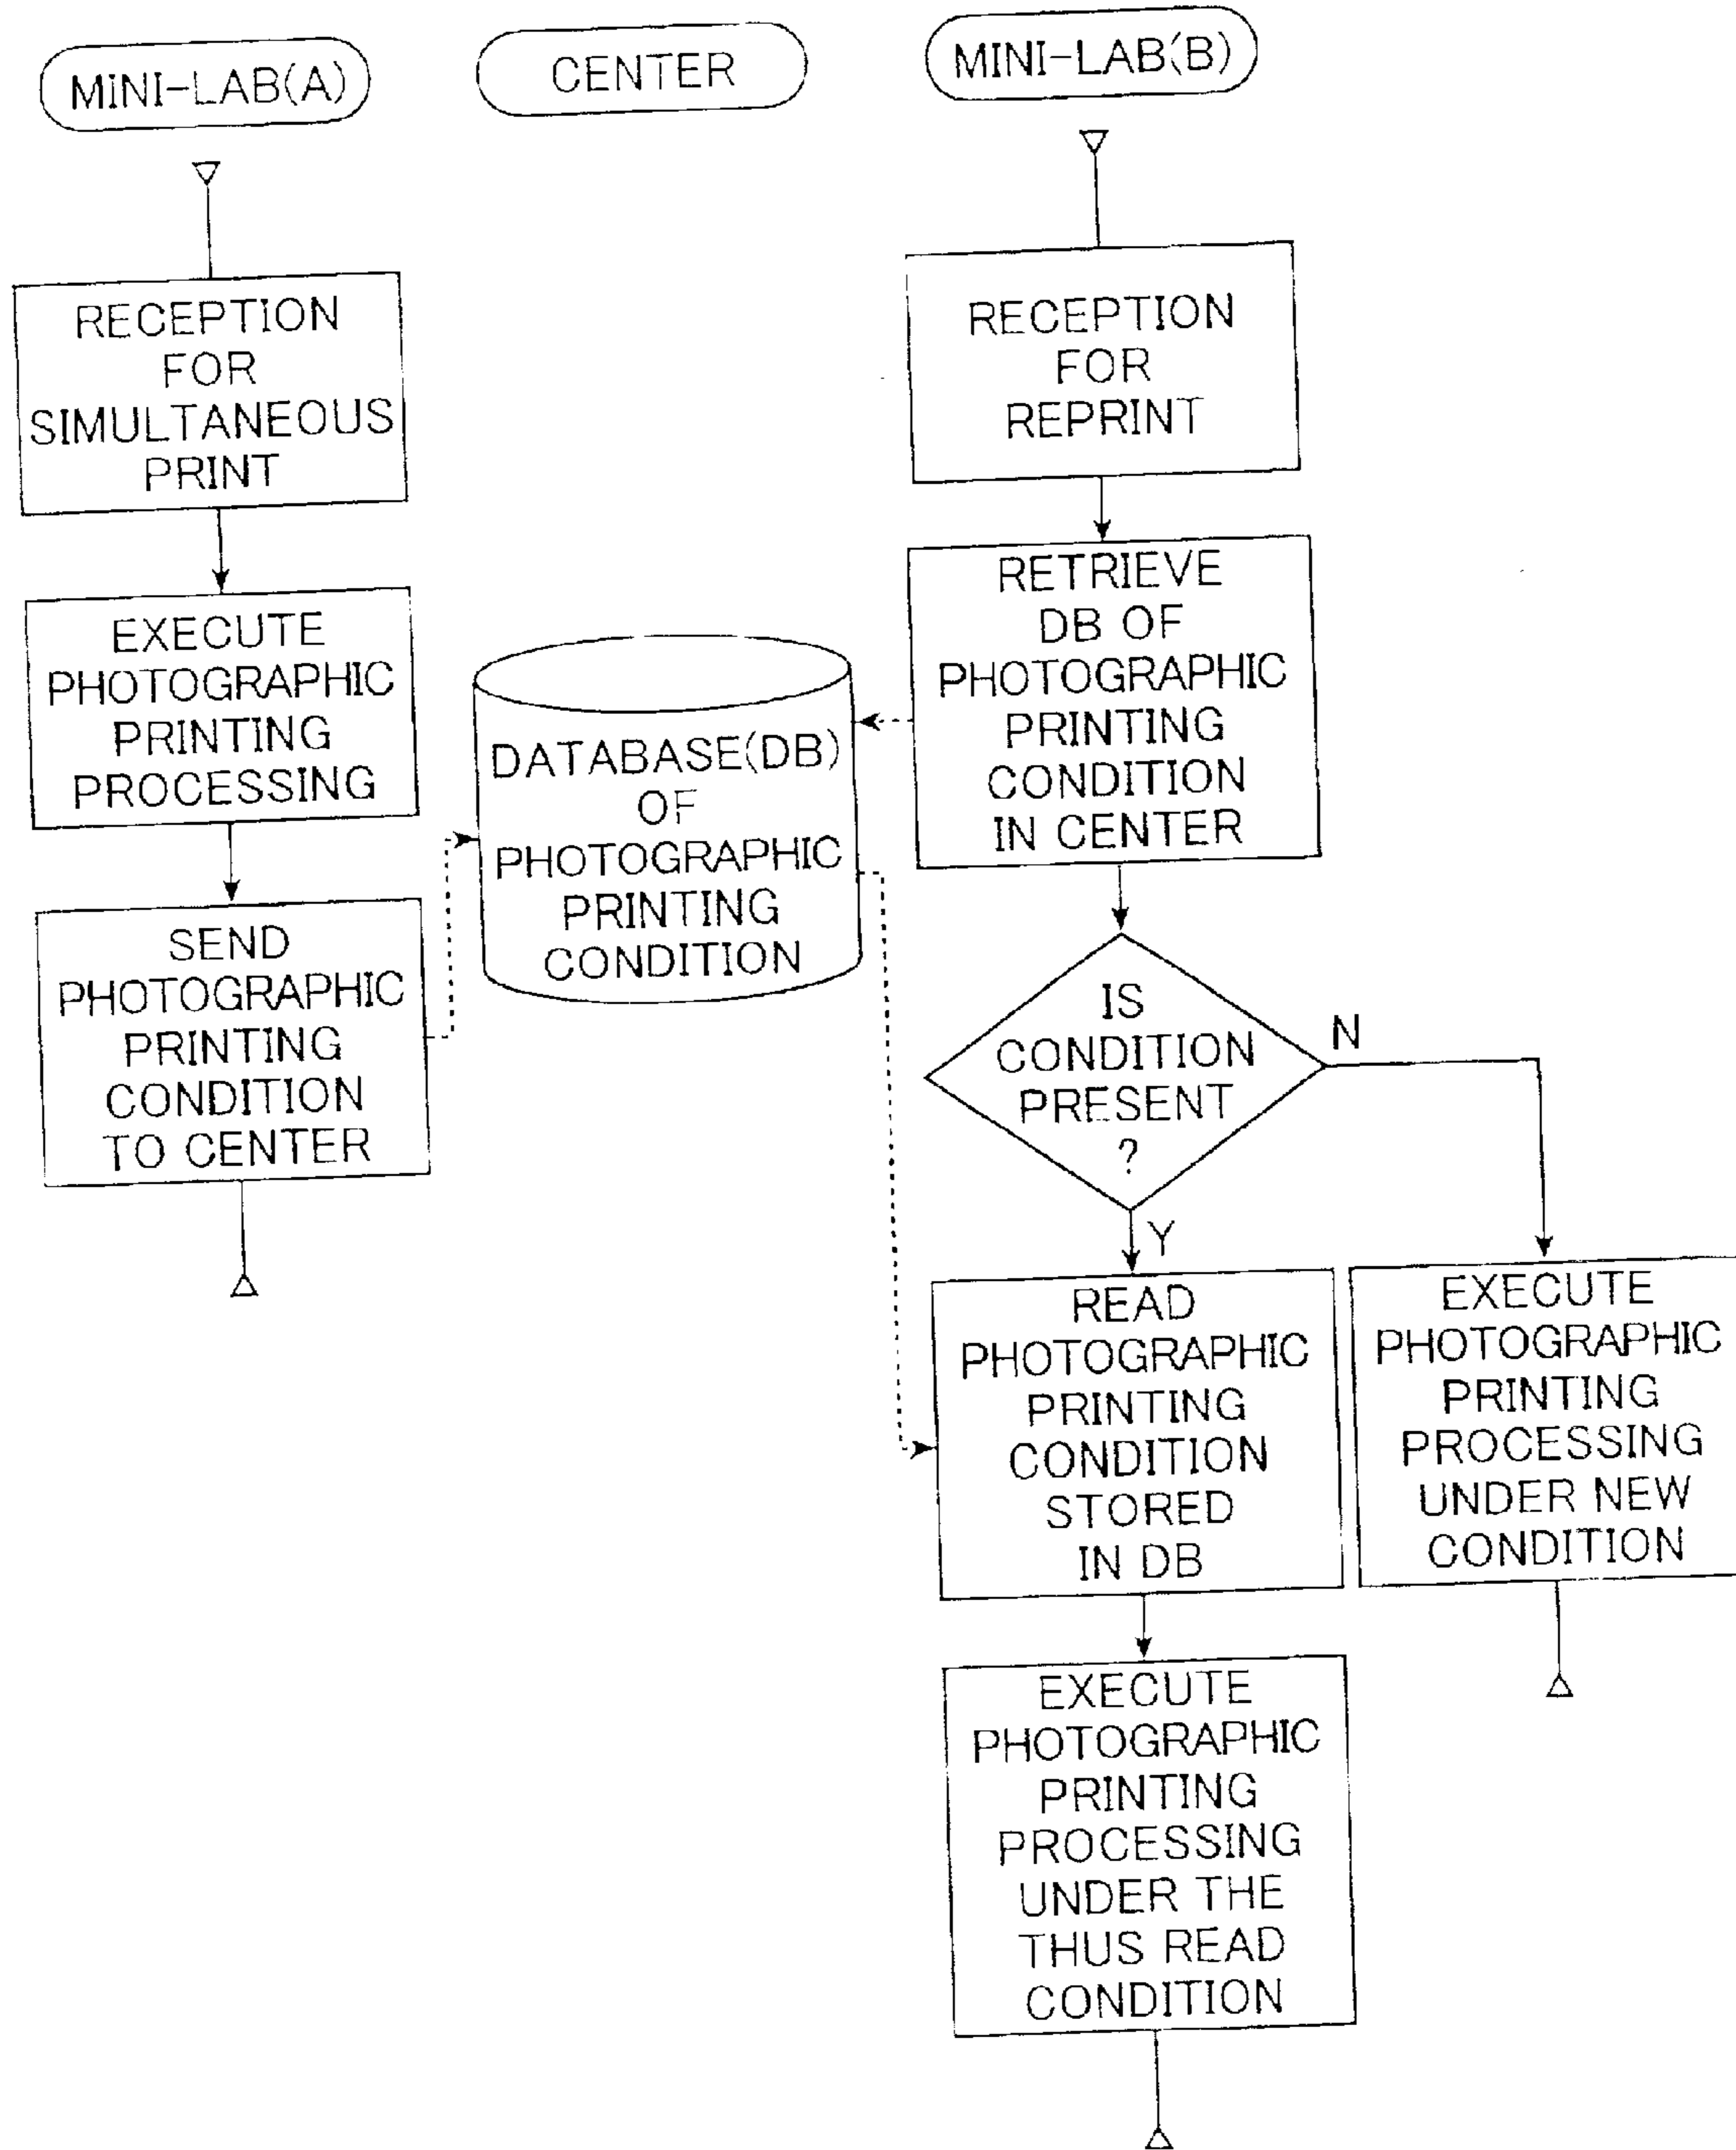 MINI-LAB(A)
CENTER
MINI-LAB(B)
RECEPTION
FOR
SIMULTANEOUS
PRINT
EXECUTE
PHOTOGRAPHIC
PRINTING
PROCESSING
SEND
PHOTOGRAPHIC
PRINTING
CONDITION
TO CENTER
DATABASE(DB)
OF
PHOTOGRAPHIC
PRINTING
CONDITION
RECEPTION
FOR
REPRINT
RETRIEVE
DB OF
PHOTOGRAPHIC
PRINTING
CONDITION
IN CENTER
IS
CONDITION
PRESENT
?
N
Y
READ
PHOTOGRAPHIC
PRINTING
CONDITION
STORED
IN DB
EXECUTE
PHOTOGRAPHIC
PRINTING
PROCESSING
UNDER NEW
CONDITION
EXECUTE
PHOTOGRAPHIC
PRINTING
PROCESSING
UNDER THE
THUS READ
CONDITION